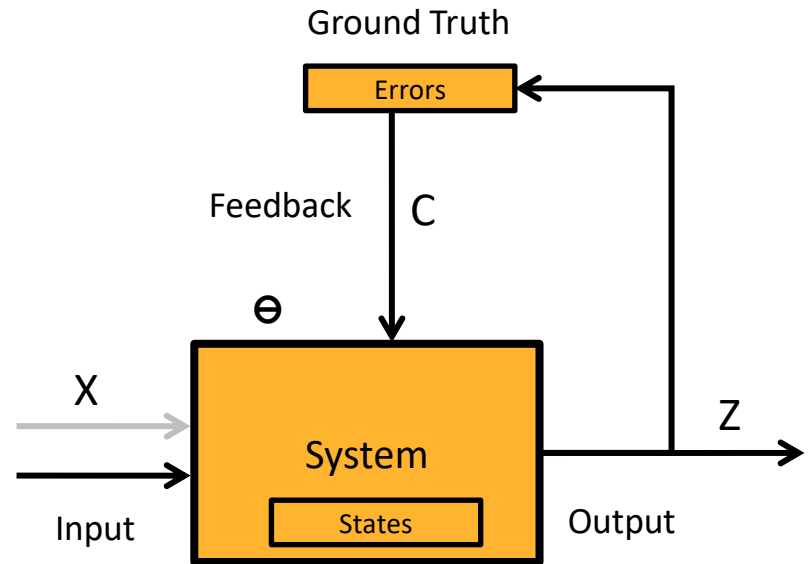 Ground Truth
Errors
Feedback
C
Θ
X
Z
System
States
Input
Output